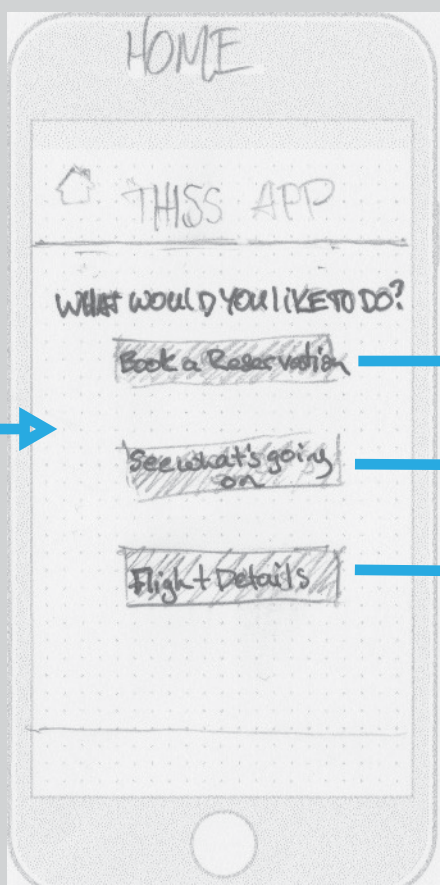 HOME
THISS APP
WHAT WOULD YOU LIKE TO DO?
Book a Reservation
See what's going
on
Flight Details